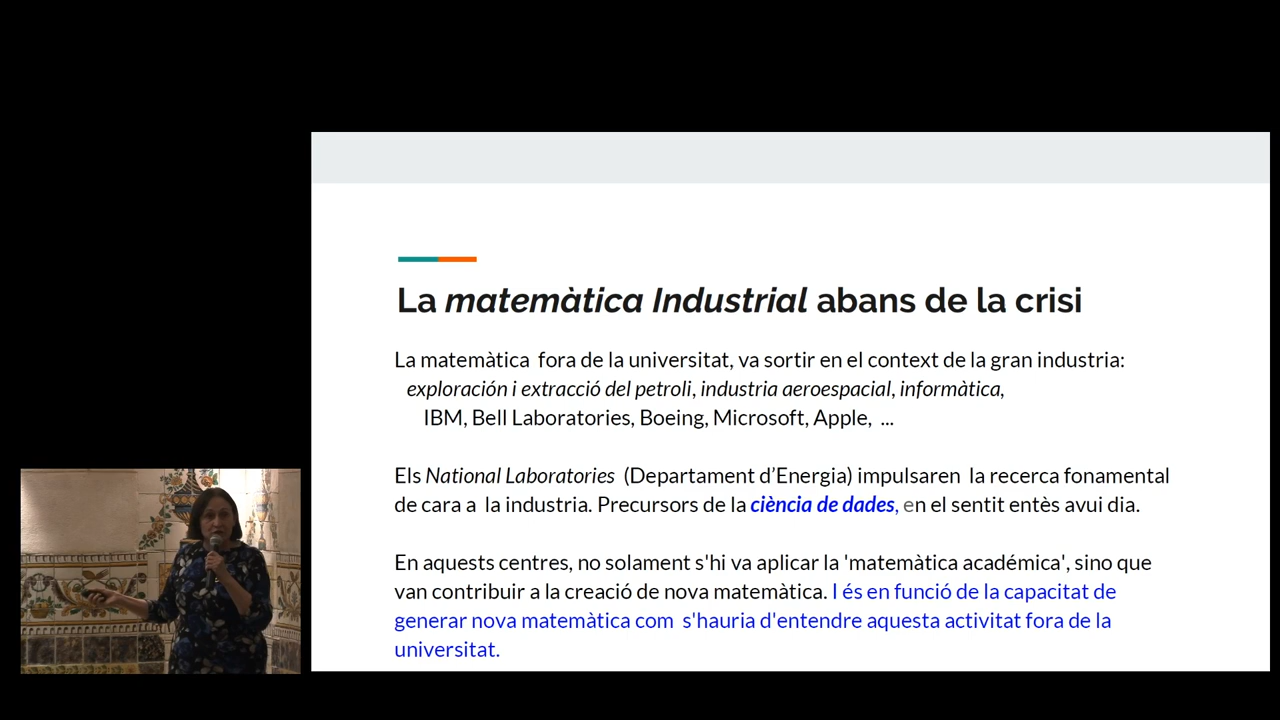 La matemàtica Industrial abans de la crisi
La matemàtica fora de la universitat, va sortir en el context de la gran industria:
exploración i extracció del petroli, industria aeroespacial, informàtica,
IBM, Bell Laboratories, Boeing, Microsoft, Apple, ...
Els National Laboratories (Departament d’Energia) impulsaren la recerca fonamental
de cara a la industria. Precursors de la ciència de dades, en el sentit entès avui dia.
En aquests centres, no solament s'hi va aplicar la 'matemàtica académica', sino que
van contribuir a la creació de nova matemàtica. I és en funció de la capacitat de
generar nova matemàtica com s'hauria d'entendre aquesta activitat fora de la
universitat.